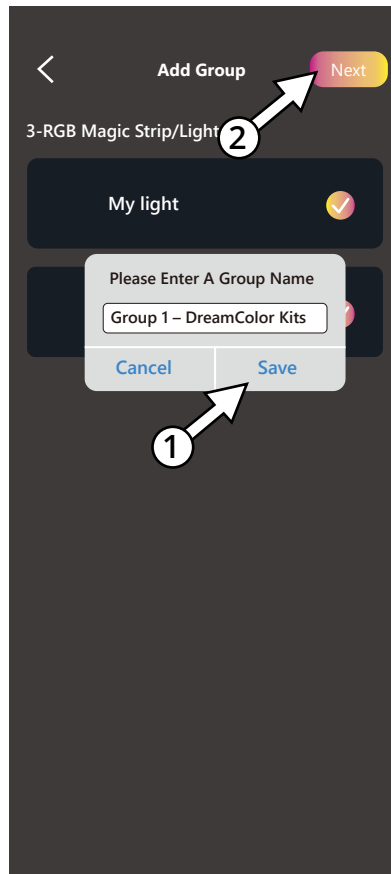 Add Group
Next
2
3-RGB Magic Strip/Light
My light
Please Enter A Group Name
Group 1 – DreamColor Kits
Cancel
Save
1